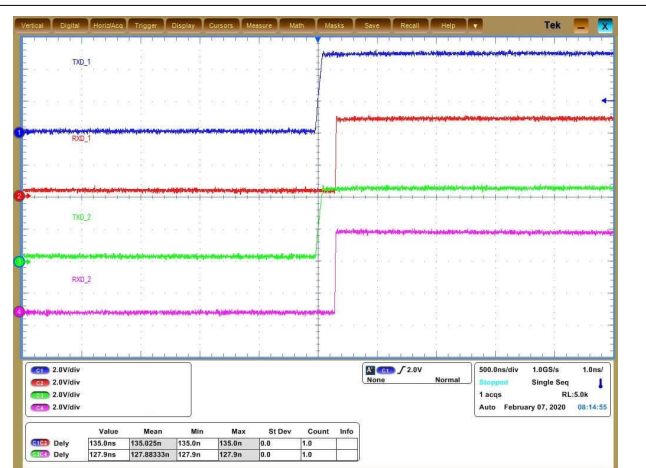 Vertical Digital Horiz/Acq Trigger Display Cursors Measure Math Masks Save Recall Help Tek X
TXD_1
1
RXD_1
2
TXD_2
RXD_2
4
C1 2.0V/div
C2 2.0V/div
C3 2.0V/div
C4 2.0V/div
A' C1 2.0V
None Normal
500.0ns/div 1.0GS/s 1.0ns/
Stopped Single Seq
1 acqs RL:5.0k
Auto February 07, 2020 08:14:55
Value Mean Min Max St Dev Count Info
C1C2 Dely 135.0ns 135.025n 135.0n 135.0n 0.0 1.0
C3C4 Dely 127.9ns 127.88333n 127.9n 127.9n 0.0 1.0